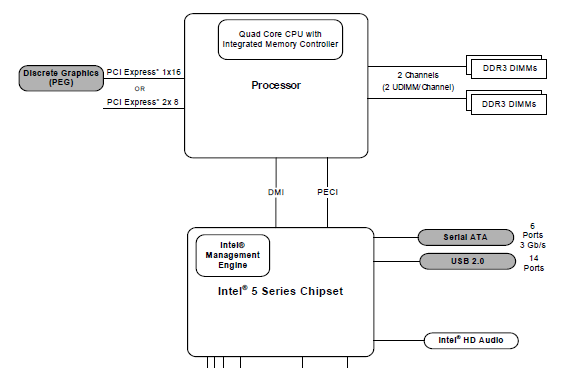 Quad Core CPU with
Integrated Memory Controller
Processor
Discrete Graphics
(PEG)
PCI Express* 1x16
OR
PCI Express* 2x 8
2 Channels
(2 UDIMM/Channel)
DDR3 DIMMs
DDR3 DIMMs
DMI
PECI
Intel®
Management
Engine
Intel® 5 Series Chipset
Serial ATA
6
Ports
3 Gb/s
USB 2.0
14
Ports
Intel® HD Audio